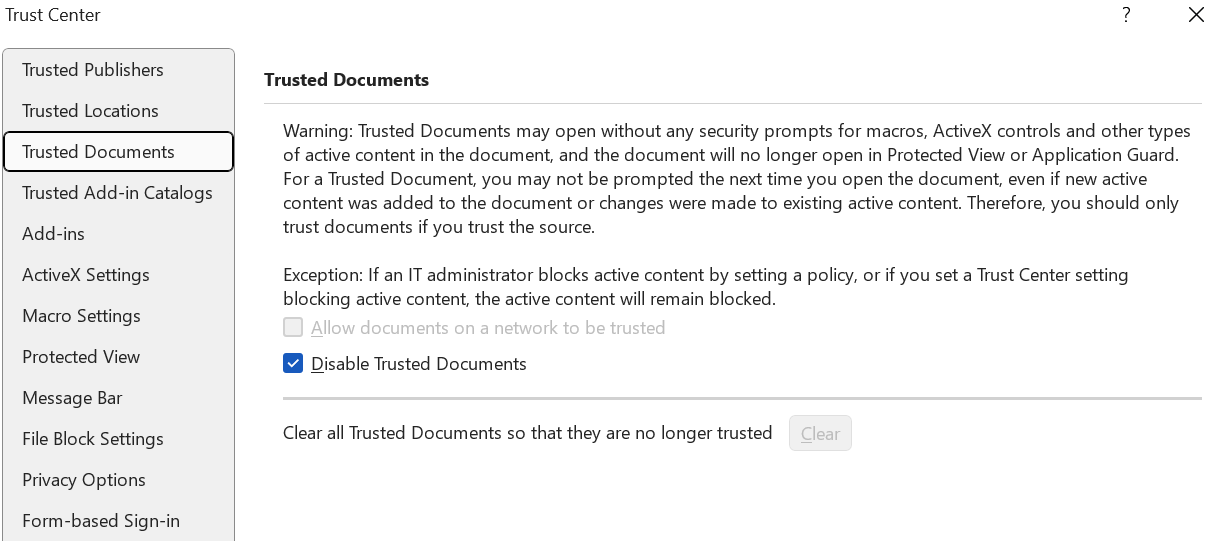 Trust Center
?
Trusted Publishers
Trusted Locations
Trusted Documents
Trusted Add-in Catalogs
Add-ins
ActiveX Settings
Macro Settings
Protected View
Message Bar
File Block Settings
Privacy Options
Form-based Sign-in
Trusted Documents
Warning: Trusted Documents may open without any security prompts for macros, ActiveX controls and other types
of active content in the document, and the document will no longer open in Protected View or Application Guard.
For a Trusted Document, you may not be prompted the next time you open the document, even if new active
content was added to the document or changes were made to existing active content. Therefore, you should only
trust documents if you trust the source.
Exception: If an IT administrator blocks active content by setting a policy, or if you set a Trust Center setting
blocking active content, the active content will remain blocked.
Allow documents on a network to be trusted
Disable Trusted Documents
Clear all Trusted Documents so that they are no longer trusted Clear